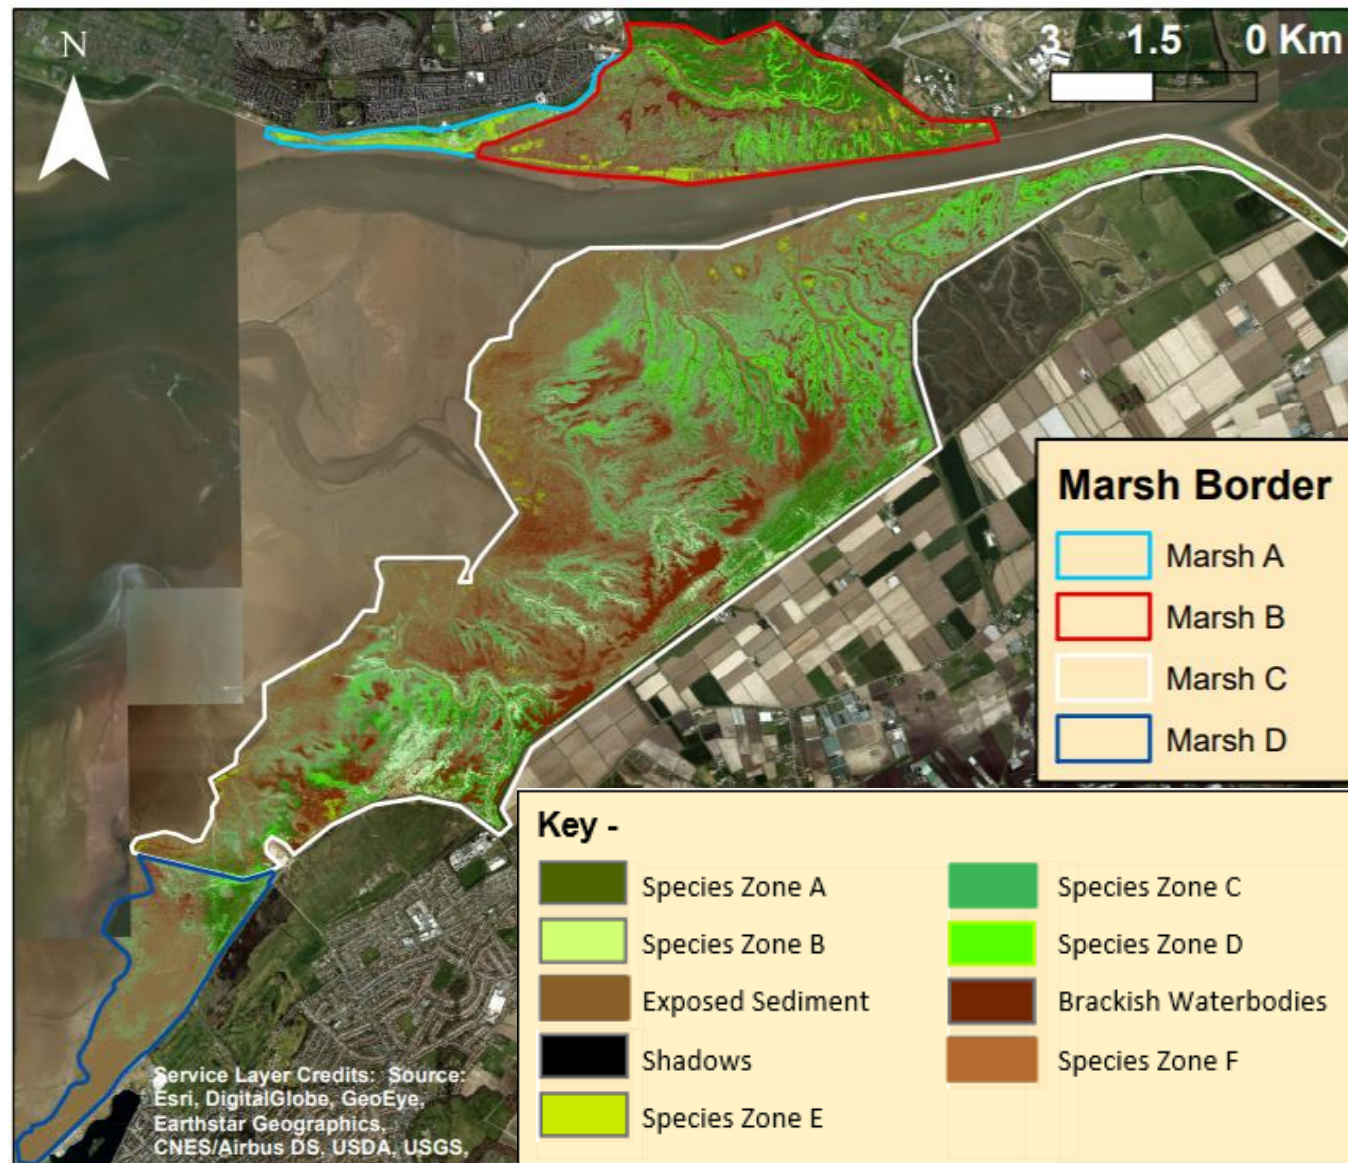 N
3 1.5 0 Km
Marsh Border
Marsh A
Marsh B
Marsh C
Marsh D
Key -
Species Zone A
Species Zone B
Exposed Sediment
Shadows
Species Zone E
Species Zone C
Species Zone D
Brackish Waterbodies
Species Zone F
Service Layer Credits: Source:
Esri, DigitalGlobe, GeoEye,
Earthstar Geographics,
CNES/Airbus DS, USDA, USGS,